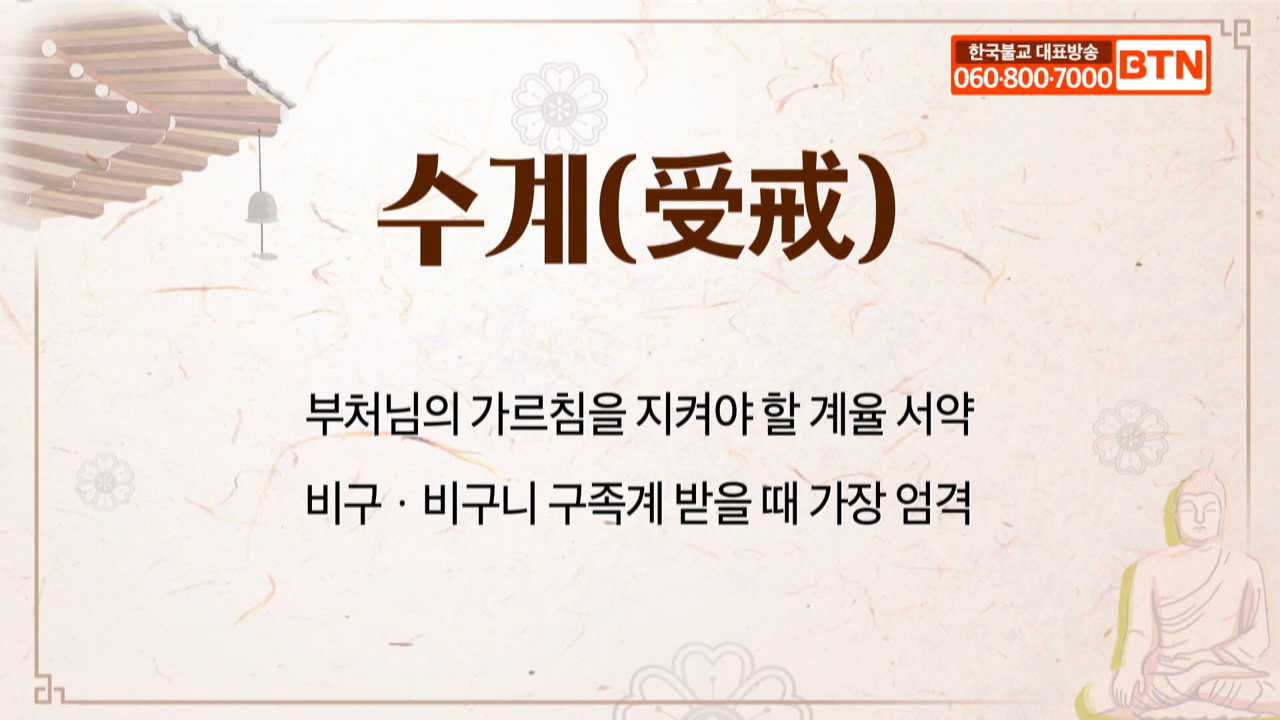 한국불교 대표방송
060·800·7000
BTN
수계(受戒)
부처님의 가르침을 지켜야 할 계율 서약
비구 · 비구니 구족계 받을 때 가장 엄격